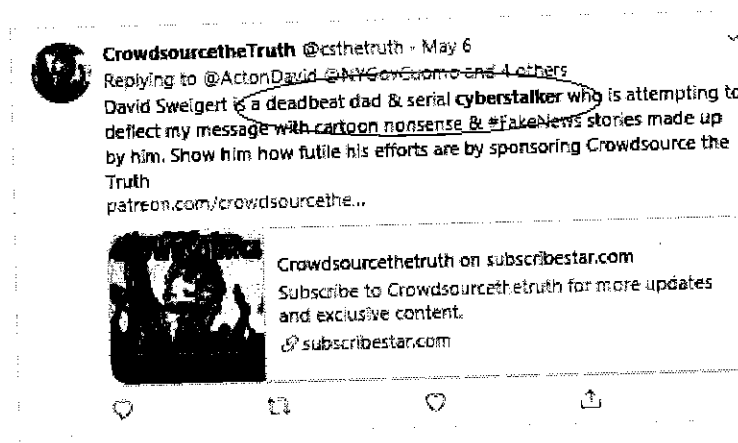 CrowdsourcetheTruth @csthetruth - May 6
Replying to @ActonDavid @NYGovCuomo and 4 others
David Sweigert is a deadbeat dad & serial cyberstalker who is attempting to
deflect my message with cartoon nonsense & #FakeNews stories made up
by him. Show him how futile his efforts are by sponsoring Crowdsource the
Truth
patreon.com/crowdsourcethe...
Crowdsourcethetruth on subscribestar.com
Subscribe to Crowdsourcethetruth for more updates
and exclusive content.
subscribestar.com